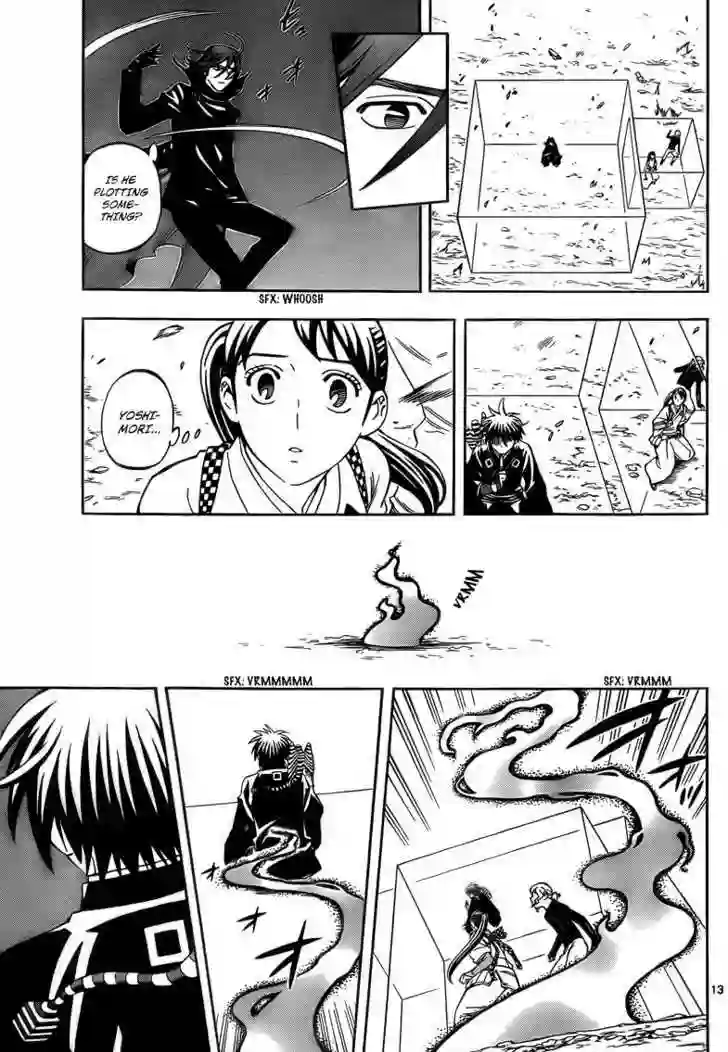 IS HE
PLOTTING
SOME-
THING?
SFX: WHOOSH
YOSHI-
MORI...
VRMM
SFX: VRMMMMM
SFX: VRMMM
13